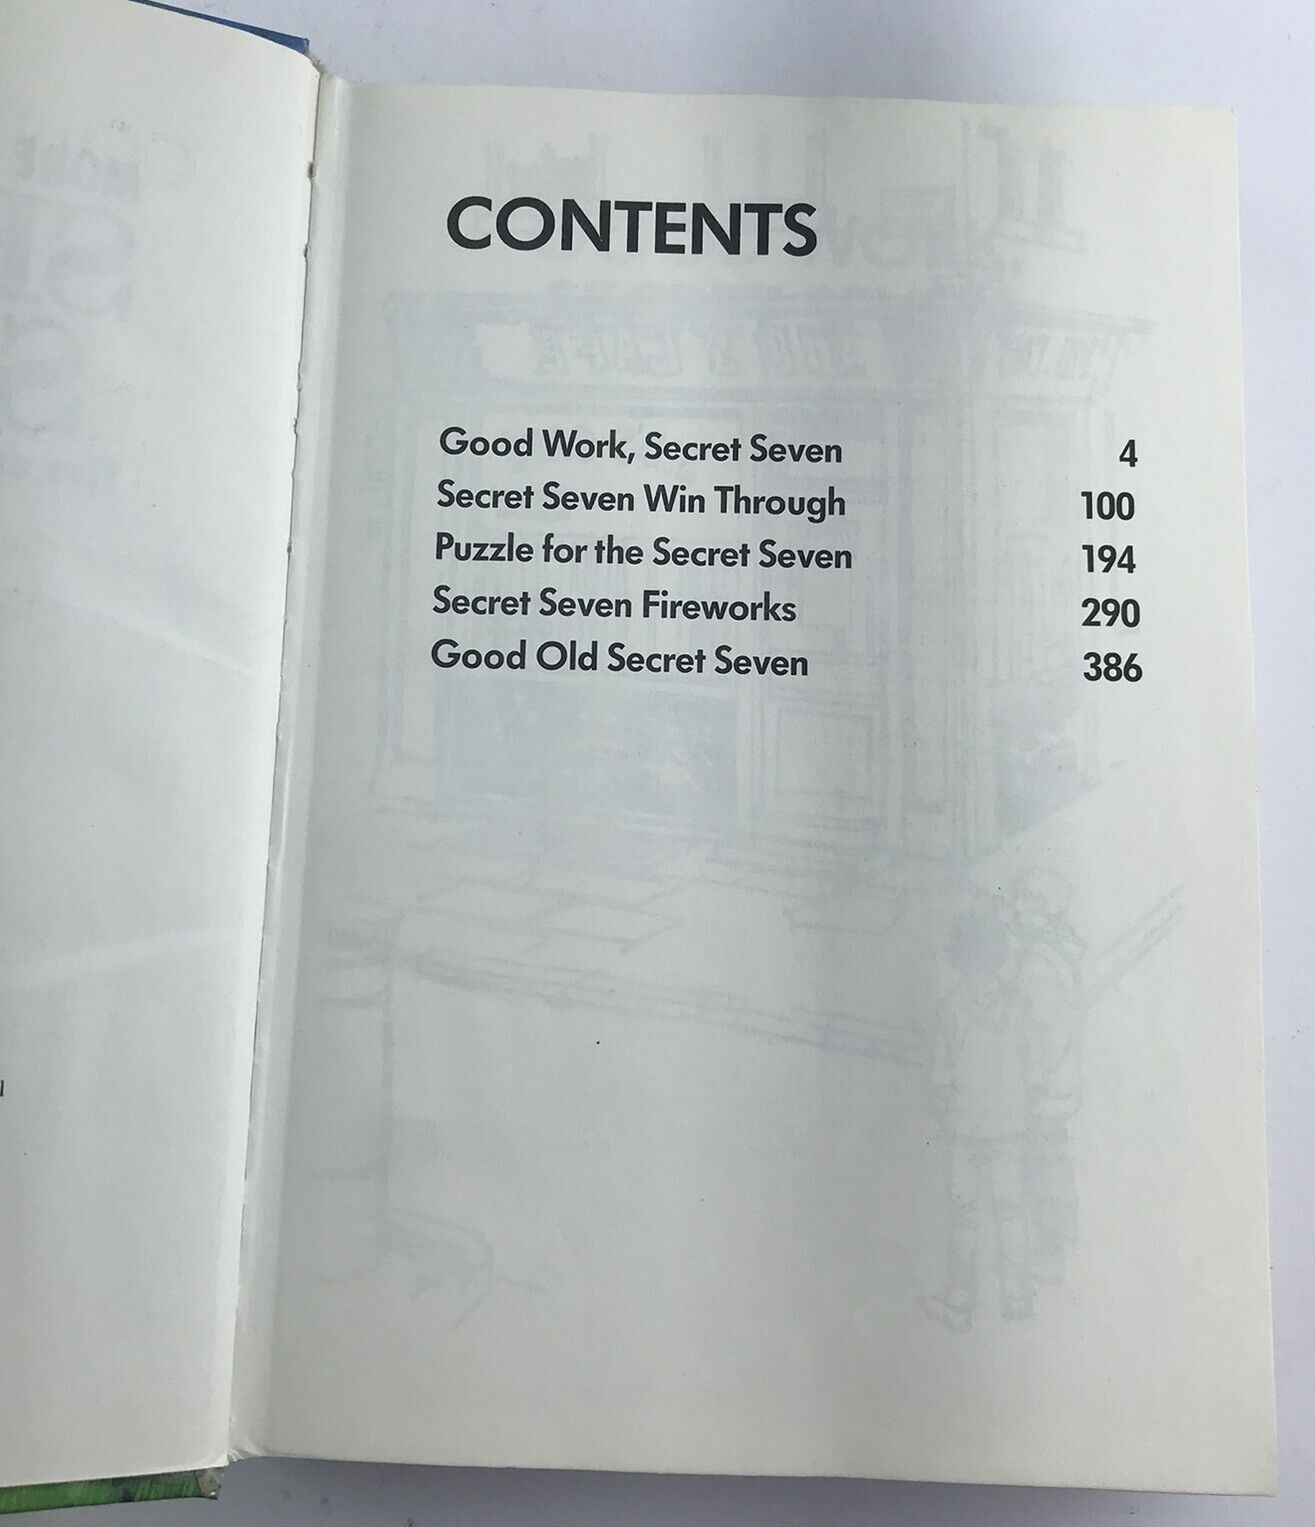 CONTENTS
Good Work, Secret Seven 4
Secret Seven Win Through 100
Puzzle for the Secret Seven 194
Secret Seven Fireworks 290
Good Old Secret Seven 386